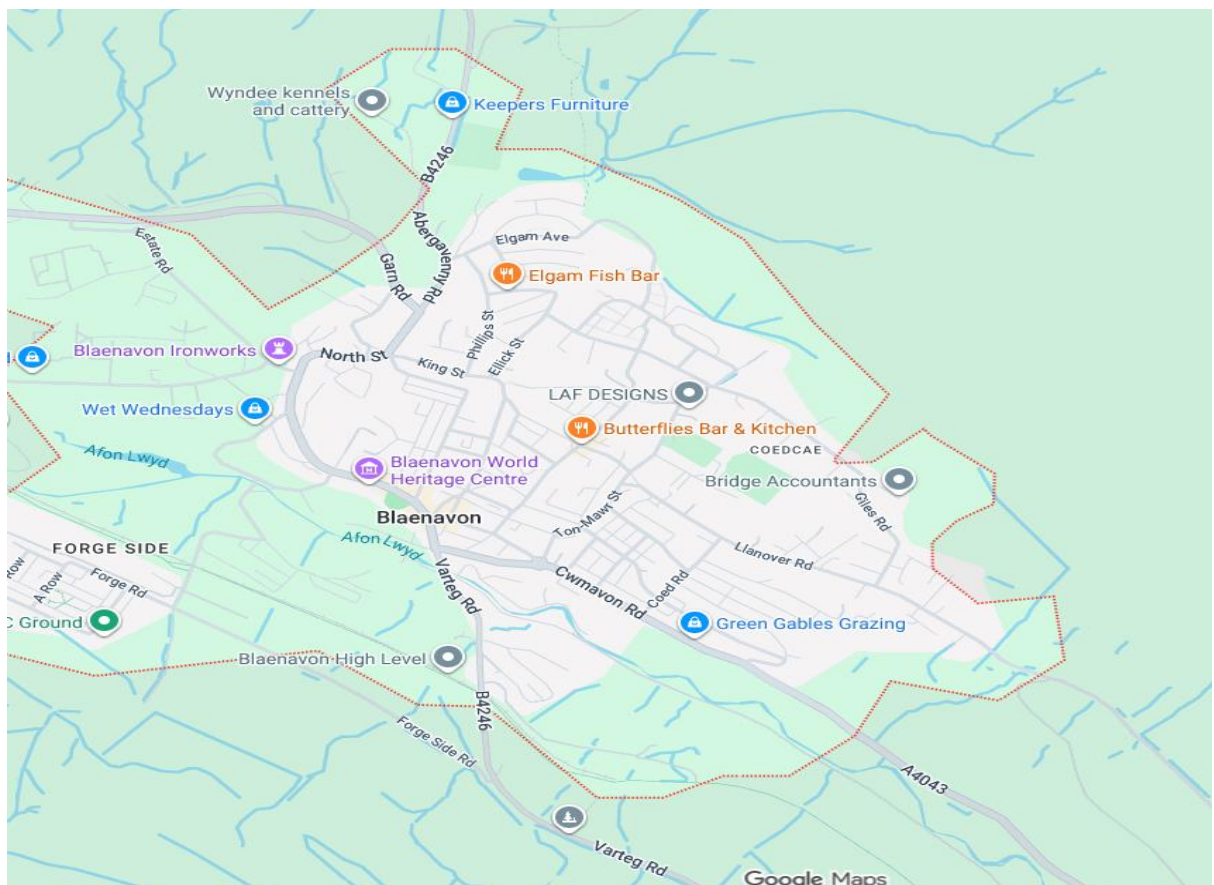 Wyndee kennels
and cattery
Keepers Furniture
B4246
Abergavenny Rd
Elgam Ave
Estate Rd
Garn Rd
Elgam Fish Bar
Phillips St
Ellick St
Blaenavon Ironworks
North St
King St
LAF DESIGNS
Wet Wednesdays
Butterflies Bar & Kitchen
COEDCAE
Afon Lwyd
Blaenavon World
Heritage Centre
Bridge Accountants
Giles Rd
Ton-Mawr St
Blaenavon
Afon Lwyd
Llanover Rd
FORGE SIDE
Row
A Row
Forge Rd
Varteg Rd
Cwmavon Rd
Coed Rd
C Ground
Green Gables Grazing
Blaenavon High Level
B4246
Forge Side Rd
A4043
Varteg Rd
Google Maps